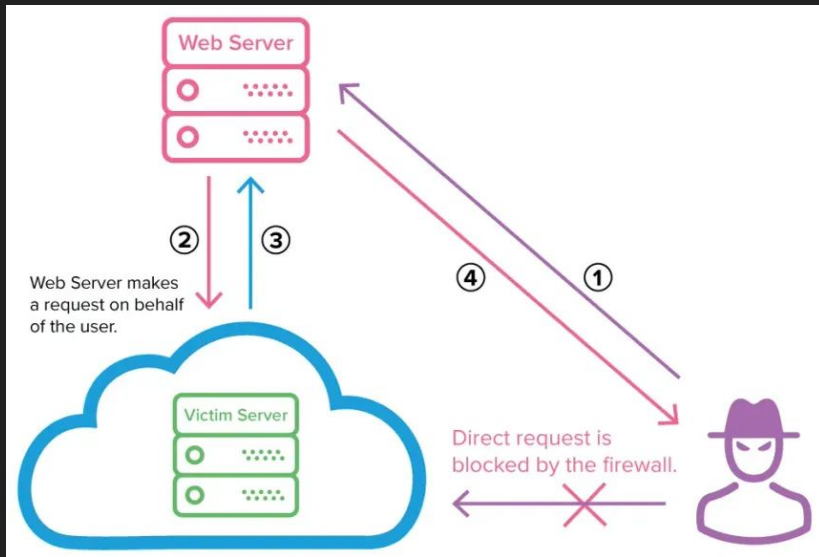 Web Server
②
③
Web Server makes
a request on behalf
of the user.
④
①
Victim Server
Direct request is
blocked by the firewall.